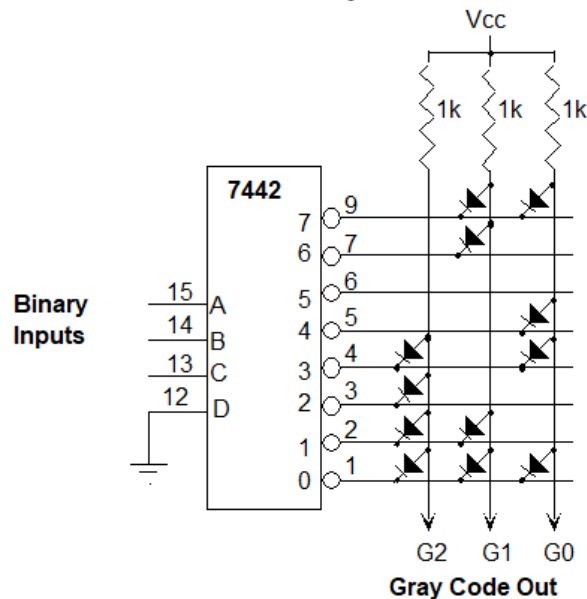 Vcc
1k 1k 1k
7442
7 9
6 7
5 6
4 5
3 4
2 3
1 2
0 1
Binary
Inputs
15 A
14 B
13 C
12 D
G2 G1 G0
Gray Code Out